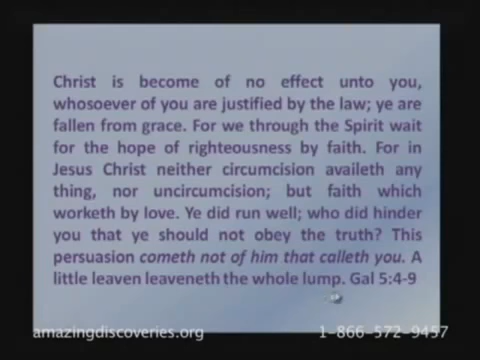 Christ is become of no effect unto you,
whosoever of you are justified by the law; ye are
fallen from grace. For we through the Spirit wait
for the hope of righteousness by faith. For in
Jesus Christ neither circumcision availeth any
thing, nor uncircumcision; but faith which
worketh by love. Ye did run well; who did hinder
you that ye should not obey the truth? This
persuasion cometh not of him that calleth you. A
little leaven leaveneth the whole lump. Gal 5:4-9
amazingdiscoveries.org 1-866-572-9457